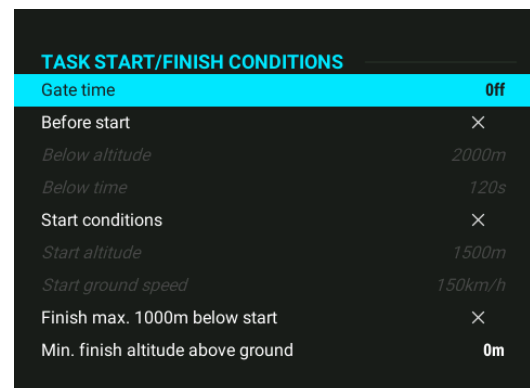 TASK START/FINISH CONDITIONS
Gate time Off
Before start ×
Below altitude 2000m
Below time 120s
Start conditions ×
Start altitude 1500m
Start ground speed 150km/h
Finish max. 1000m below start ×
Min. finish altitude above ground 0m